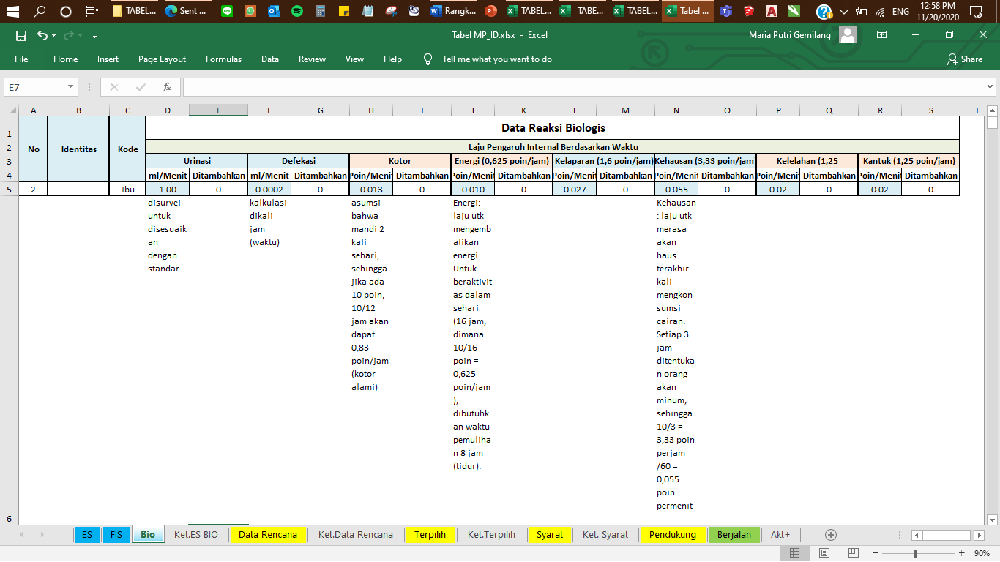 TABEL...
Sent ...
Rangk...
TABEL...
_TABE...
TABEL...
Tabel ...
ENG
12:58 PM
11/20/2020
Tabel MP_ID.xlsx - Excel
Maria Putri Gemilang
File Home Insert Page Layout Formulas Data Review View Help Tell me what you want to do Share
E7
fx
A B C D E F G H I J K L M N O P Q R S T
1
Data Reaksi Biologis
No Identitas Kode
2
Laju Pengaruh Internal Berdasarkan Waktu
3
Urinasi Defekasi Kotor Energi (0,625 poin/jam) Kelaparan (1,6 poin/jam) Kehausan (3,33 poin/jam) Kelelahan (1,25 Kantuk (1,25 poin/jam)
4
ml/Menit Ditambahkan ml/Menit Ditambahkan Poin/Menit Ditambahkan Poin/Menit Ditambahkan Poin/Menit Ditambahkan Poin/Menit Ditambahkan Poin/Menit Ditambahkan Poin/Menit Ditambahkan
5
2 Ibu 1.00 0 0.0002 0 0.013 0 0.010 0 0.027 0 0.055 0 0.02 0 0.02 0
6
disurvei
untuk
disesuaik
an
dengan
standar
kalkulasi
dikali
jam
(waktu)
asumsi
bahwa
mandi 2
kali
sehari,
sehingga
jika ada
10 poin,
10/12
jam akan
dapat
0,83
poin/jam
(kotor
alami)
Energi:
laju utk
mengemb
alikan
energi.
Untuk
beraktivit
as dalam
sehari
(16 jam,
dimana
10/16
poin =
0,625
poin/jam
),
dibutuhk
an waktu
pemuliha
n 8 jam
(tidur).
Kehausan
: laju utk
merasa
akan
haus
terakhir
kali
mengkon
sumsi
cairan.
Setiap 3
jam
ditentuka
n orang
akan
minum,
sehingga
10/3 =
3,33 poin
perjam
/60 =
0,055
poin
permenit
ES FIS Bio Ket.ES BIO Data Rencana Ket.Data Rencana Terpilih Ket.Terpilih Syarat Ket. Syarat Pendukung Berjalan Akt+
90%